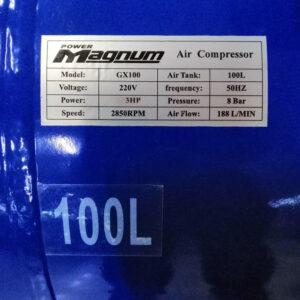 POWER
Magnum Air Compressor
Model: GX100 Air Tank: 100L
Voltage: 220V frequency: 50HZ
Power: 3HP Pressure: 8 Bar
Speed: 2850RPM Air Flow: 188 L/MIN
100L